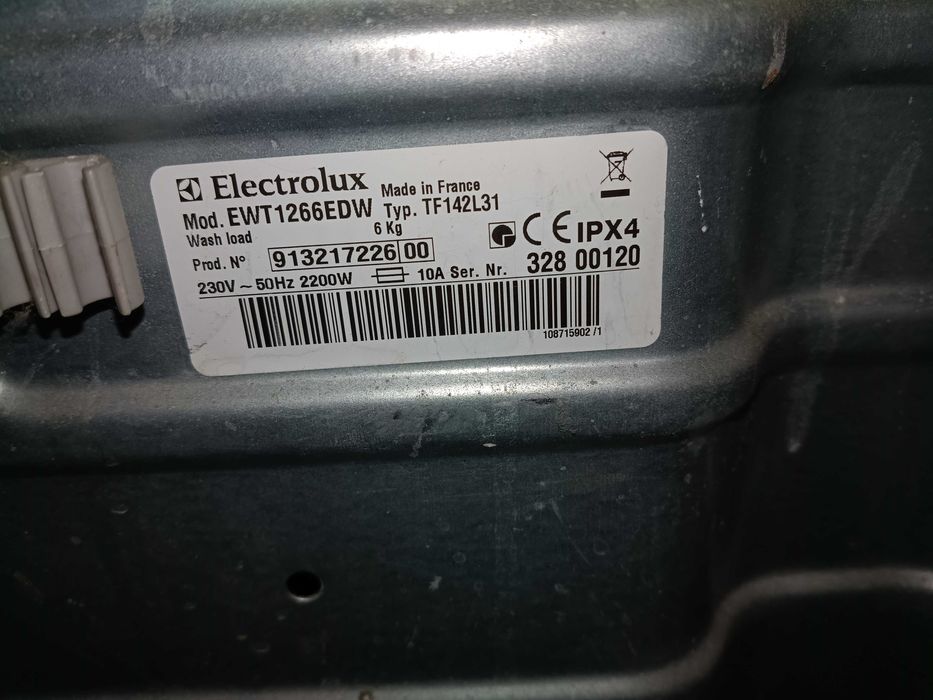 Electrolux Made in France
Mod. EWT1266EDW Typ. TF142L31
Wash load 6 Kg
CE IPX4
Prod. N° 913217226 00
230V ~ 50Hz 2200W 10A Ser. Nr. 328 00120
108715902 /1